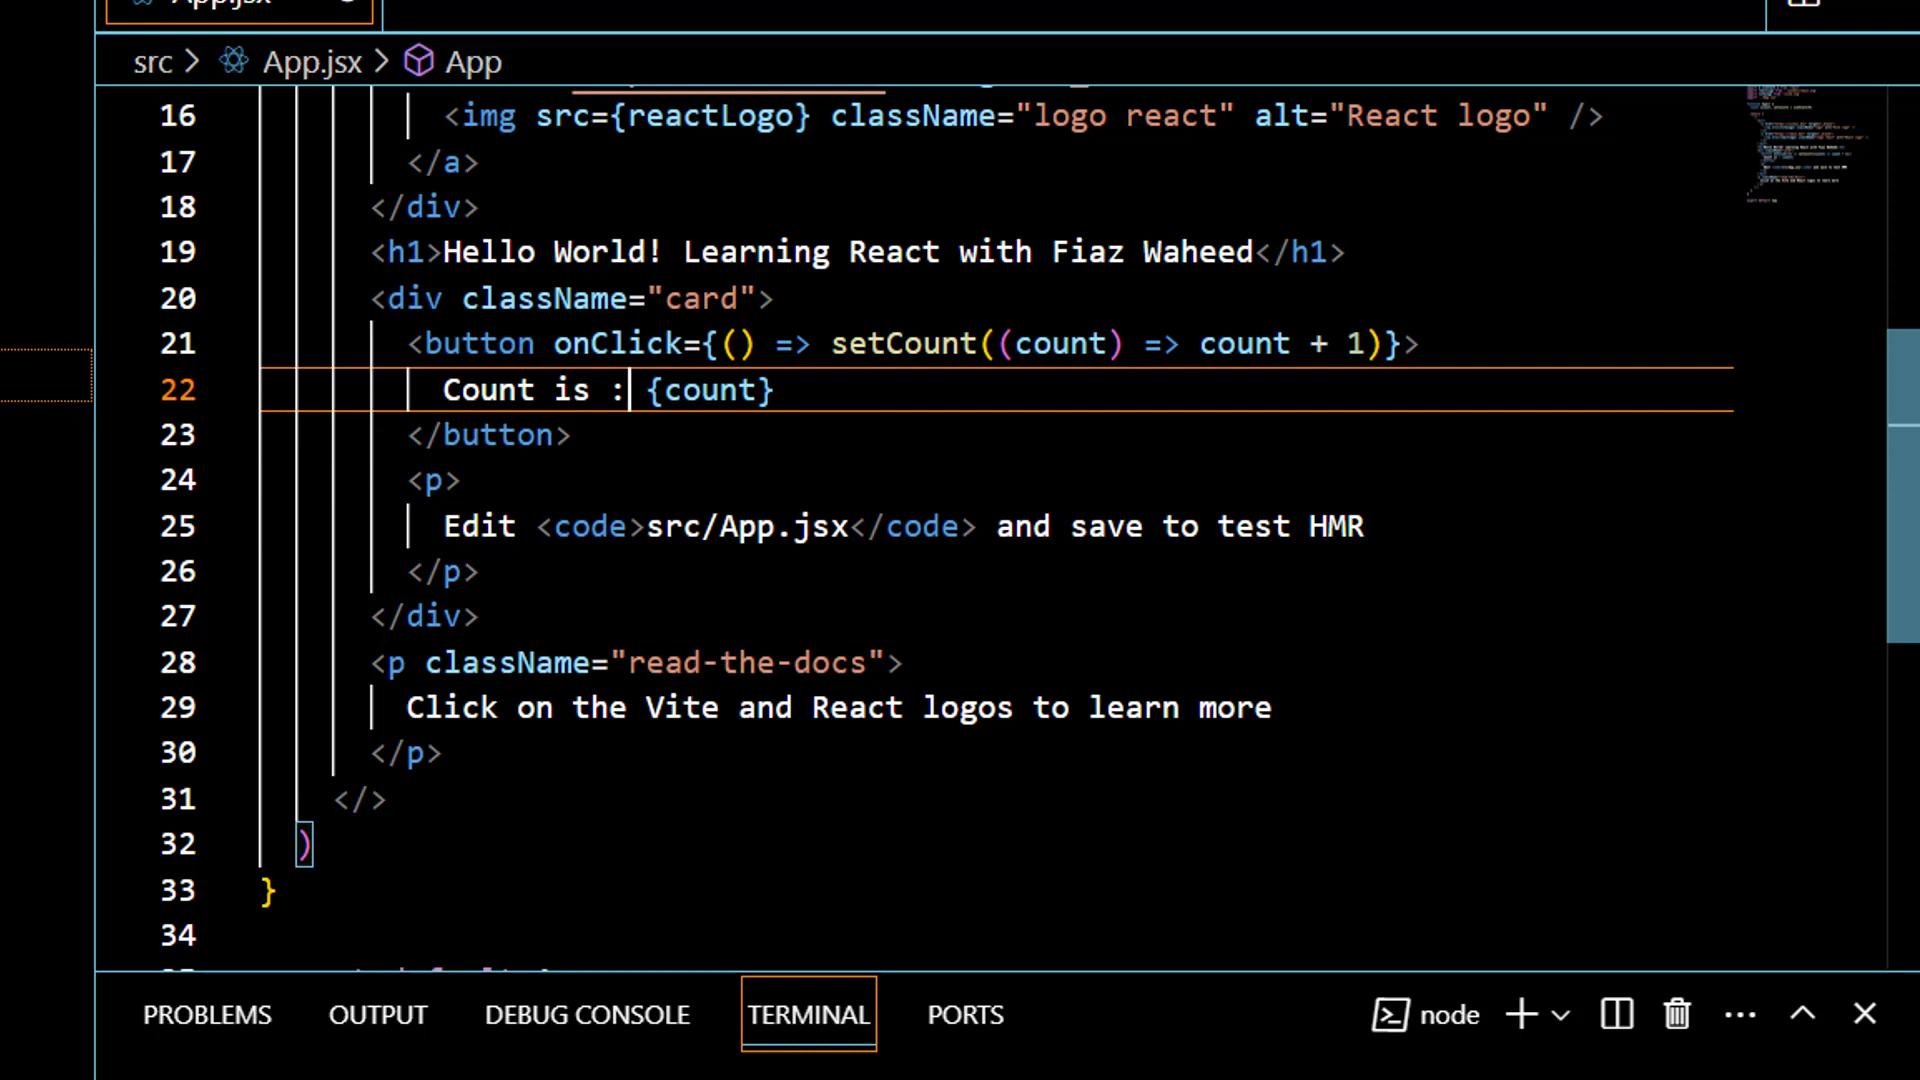 App.jsx
src > App.jsx > App
16 <img src={reactLogo} className="logo react" alt="React logo" />
17 </a>
18 </div>
19 <h1>Hello World! Learning React with Fiaz Waheed</h1>
20 <div className="card">
21 <button onClick={() => setCount((count) => count + 1)}>
22 Count is : {count}
23 </button>
24 <p>
25 Edit <code>src/App.jsx</code> and save to test HMR
26 </p>
27 </div>
28 <p className="read-the-docs">
29 Click on the Vite and React logos to learn more
30 </p>
31 </>
32 )
33 }
34
PROBLEMS OUTPUT DEBUG CONSOLE TERMINAL PORTS node